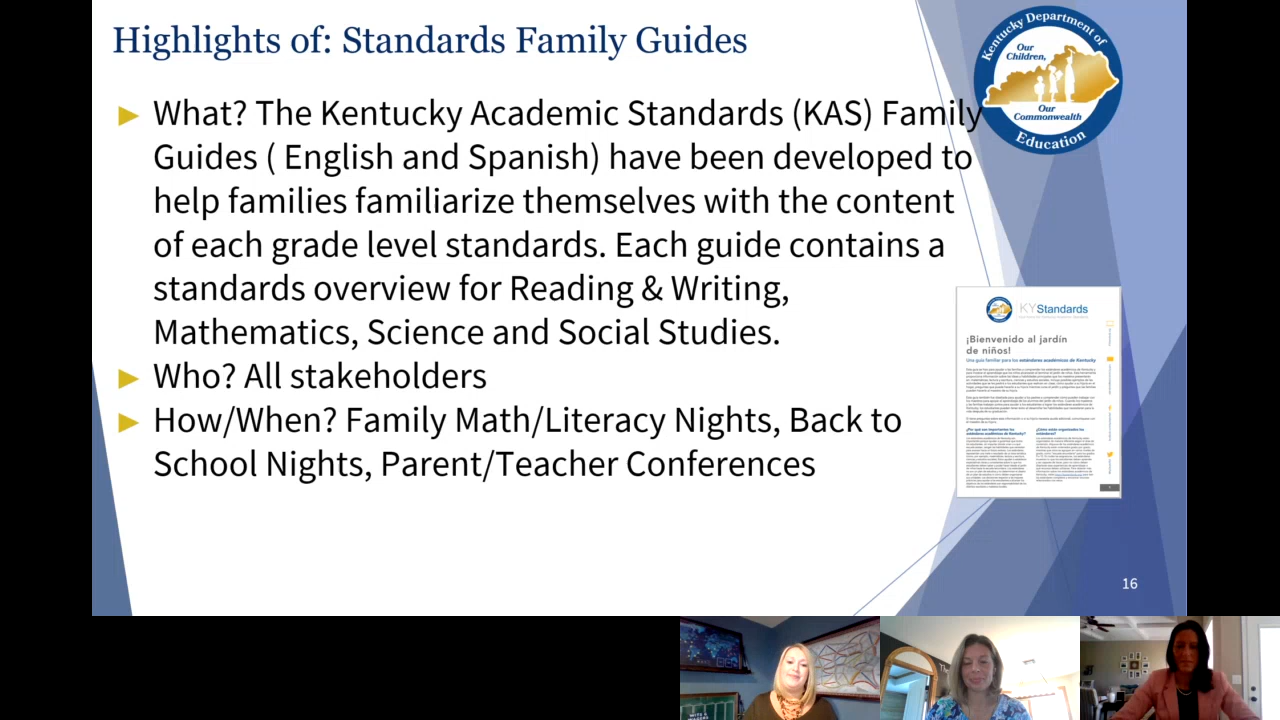 Highlights of: Standards Family Guides
Kentucky Department of
Education
Our
Children,
Our
Commonwealth
What? The Kentucky Academic Standards (KAS) Family
Guides ( English and Spanish) have been developed to
help families familiarize themselves with the content
of each grade level standards. Each guide contains a
standards overview for Reading & Writing,
Mathematics, Science and Social Studies.
Who? All stakeholders
How/When? Family Math/Literacy Nights, Back to
School Nights, Parent/Teacher Conferences
KYStandards
¡Bienvenido al jardín
de niños!
Una guía familiar para los estándares académicos de Kentucky
16